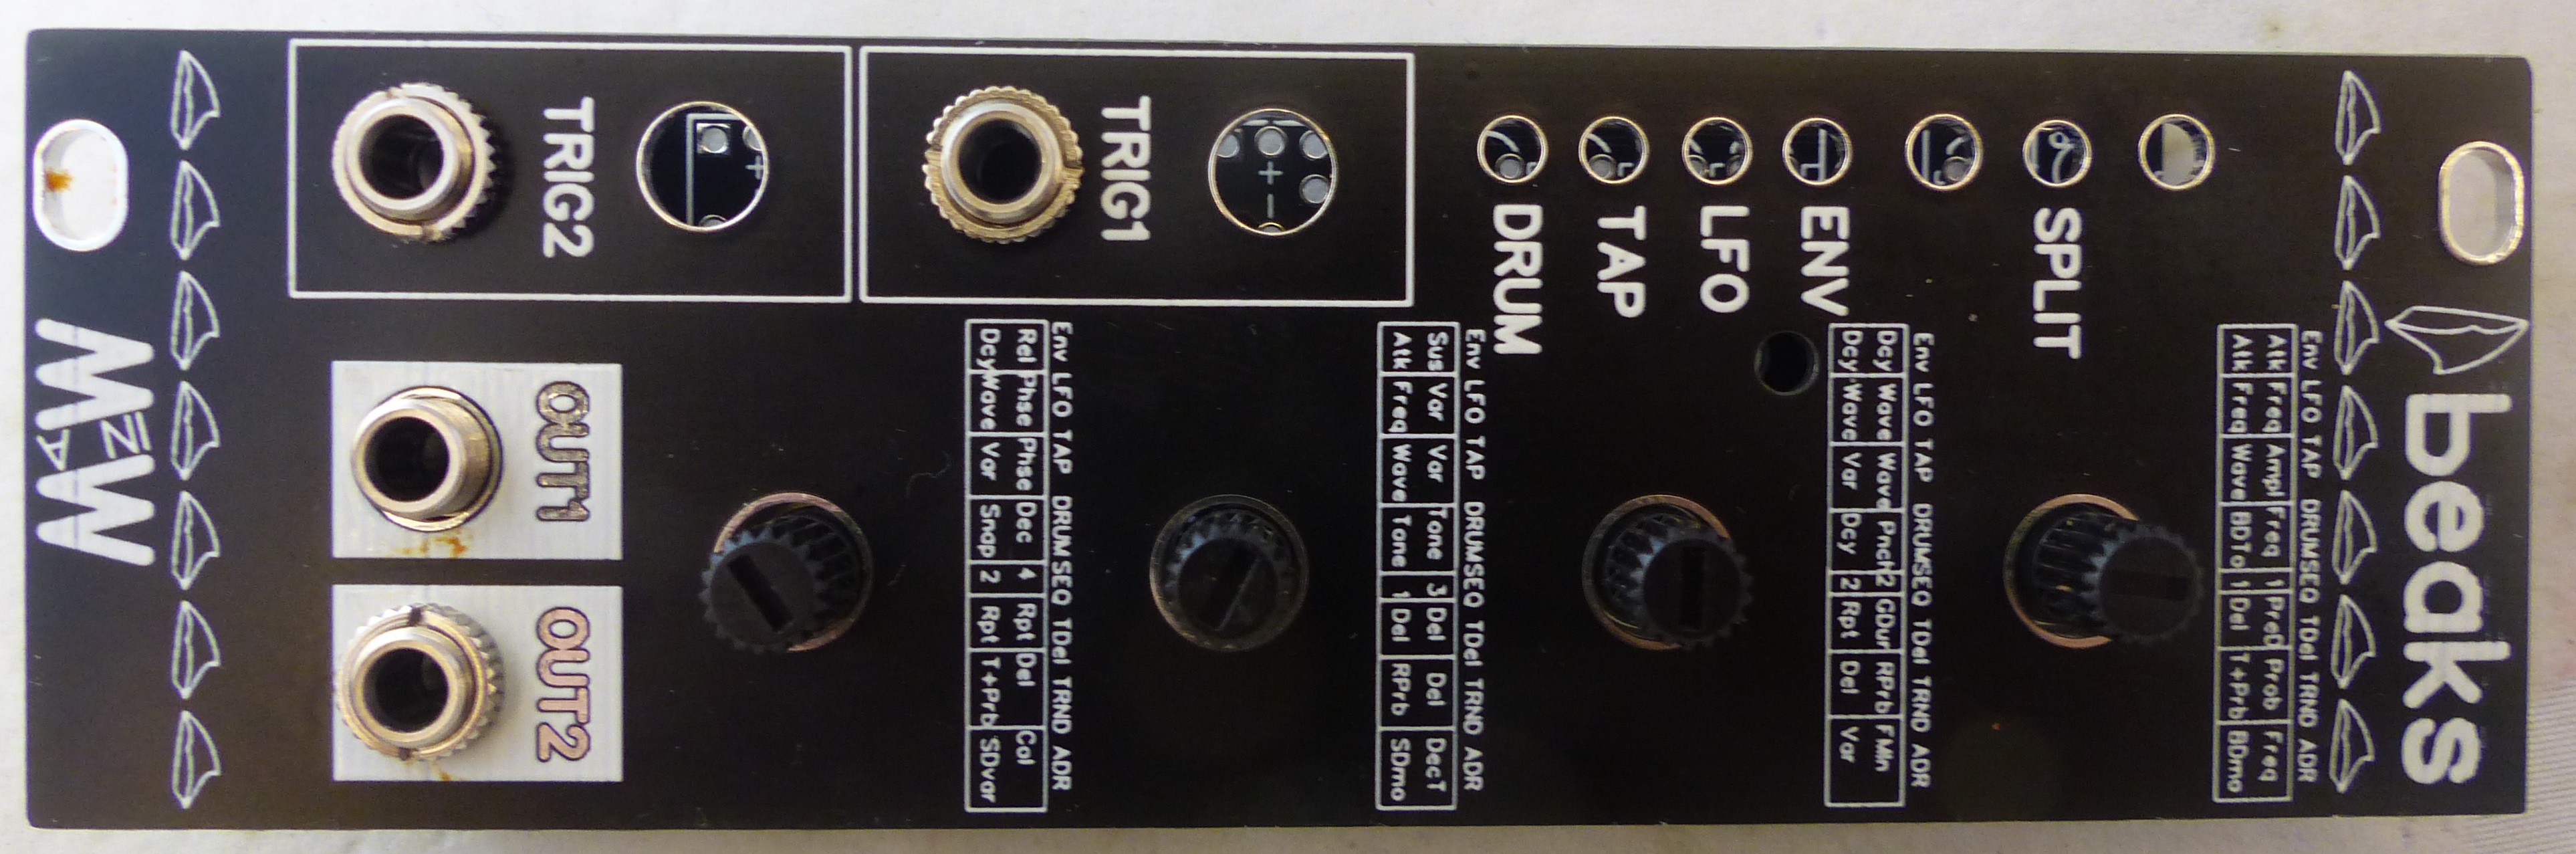 beaks
Env LFO TAP DRUMSEQ TDel TRND ADR
Atk Freq Ampl Freq 1 PreD Prob Freq
Atk Freq Wave BDTo 1 Del T+Prb BDmo
SPLIT
ENV
LFO
TAP
DRUM
Env LFO TAP DRUMSEQ TDel TRND ADR
Dcy Wave Wave Pnch 2 GDur RPrb FMin
Dcy Wave Var Dcy 2 Rpt Del Var
Env LFO TAP DRUMSEQ TDel TRND ADR
Sus Var Var Tone 3 Del Del DecT
Atk Freq Wave Tone 1 Del RPrb SDmo
+
-
TRIG1
Env LFO TAP DRUMSEQ TDel TRND ADR
Rel Phse Phse Dec 4 Rpt Del Col
Dcy Wave Var Snap 2 Rpt T+Prb SDvar
+
TRIG2
OUT1
OUT2